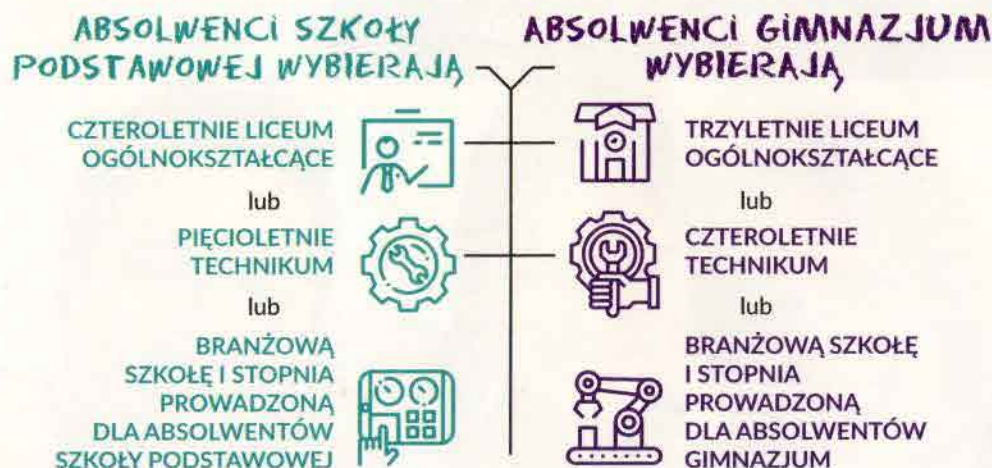 ABSOLWENCI SZKOŁY
PODSTAWOWEJ WYBIERAJĄ
CZTEROLETNIE LICEUM
OGÓLNOKSZTAŁCĄCE
lub
PIĘCIOLETNIE
TECHNIKUM
lub
BRANŻOWĄ
SZKOŁĘ I STOPNIA
PROWADZONĄ
DLA ABSOLWENTÓW
SZKOŁY PODSTAWOWEJ
ABSOLWENCI GIMNAZJUM
WYBIERAJĄ
TRZYLETNIE LICEUM
OGÓLNOKSZTAŁCĄCE
lub
CZTEROLETNIE
TECHNIKUM
lub
BRANŻOWĄ SZKOŁĘ
I STOPNIA
PROWADZONĄ
DLA ABSOLWENTÓW
GIMNAZJUM